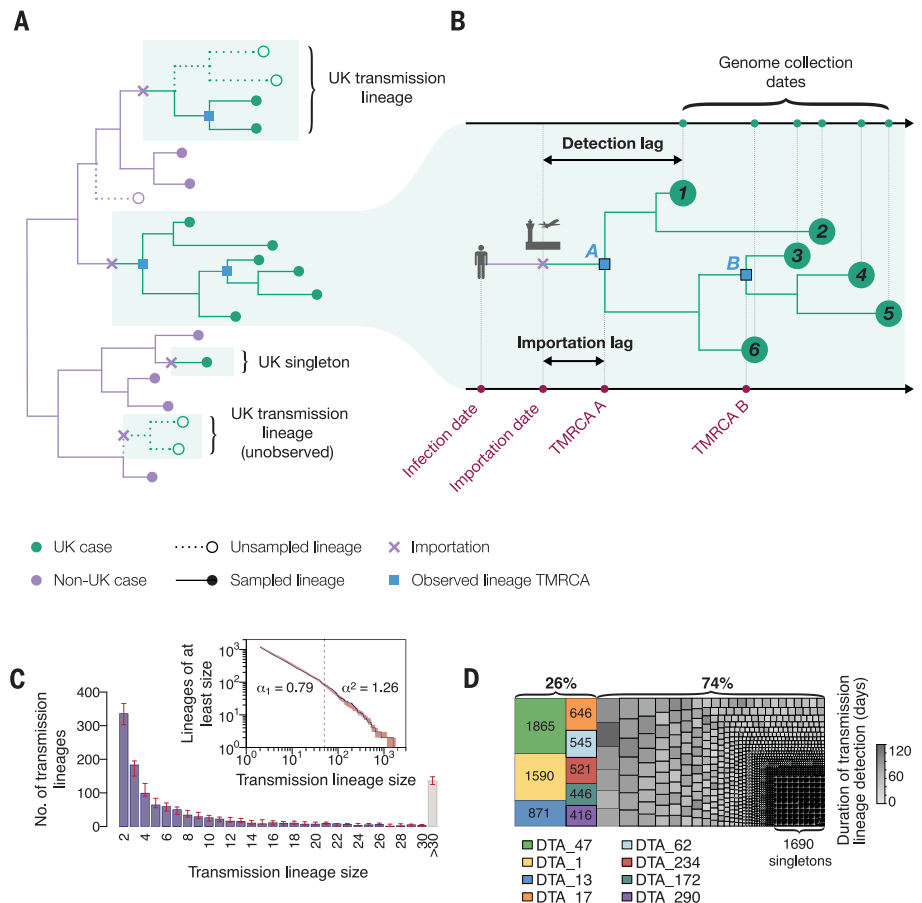 A
UK transmission
lineage
UK singleton
UK transmission
lineage
(unobserved)
B
Genome collection
dates
Detection lag
1
2
A
B
3
4
5
6
Importation lag
Infection date
Importation date
TMRCA A
TMRCA B
UK case
Unsampled lineage
Importation
Non-UK case
Sampled lineage
Observed lineage TMRCA
C
No. of transmission
lineages
400
300
200
100
0
2
4
6
8
10
12
14
16
18
20
21
22
24
26
28
30
>30
Transmission lineage size
Lineages of at
least size
10³
10²
10¹
10⁰
α₁ = 0.79
α² = 1.26
10⁰ 10¹ 10² 10³
Transmission lineage size
D
26%
74%
1865
646
545
1590
521
446
871
416
1690
singletons
Duration of transmission
lineage detection (days)
120
60
0
DTA_47
DTA_62
DTA_1
DTA_234
DTA_13
DTA_172
DTA_17
DTA_290